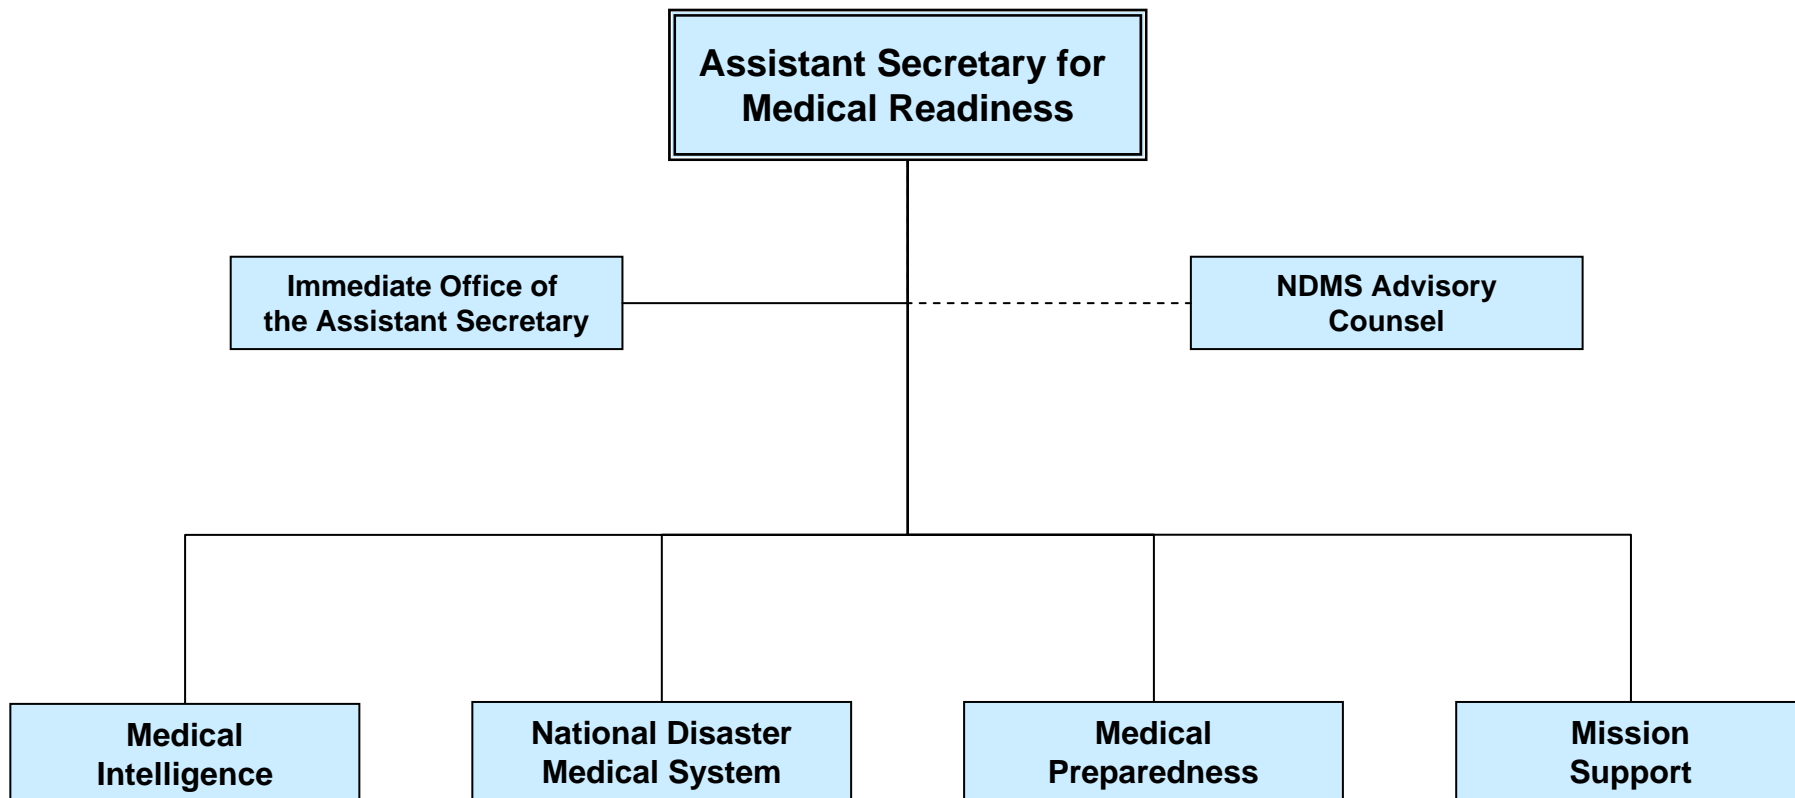 Assistant Secretary for
Medical Readiness
Immediate Office of
the Assistant Secretary
NDMS Advisory
Counsel
Medical
Intelligence
National Disaster
Medical System
Medical
Preparedness
Mission
Support